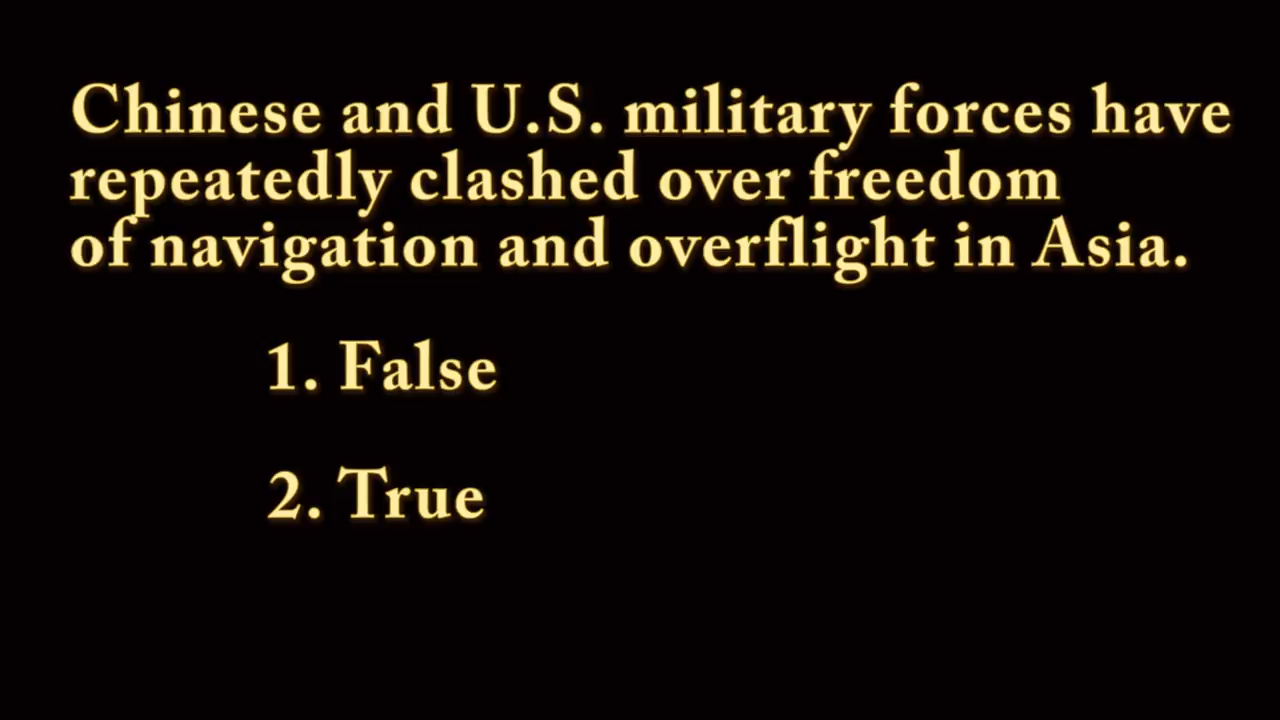 Chinese and U.S. military forces have
repeatedly clashed over freedom
of navigation and overflight in Asia.
1. False
2. True